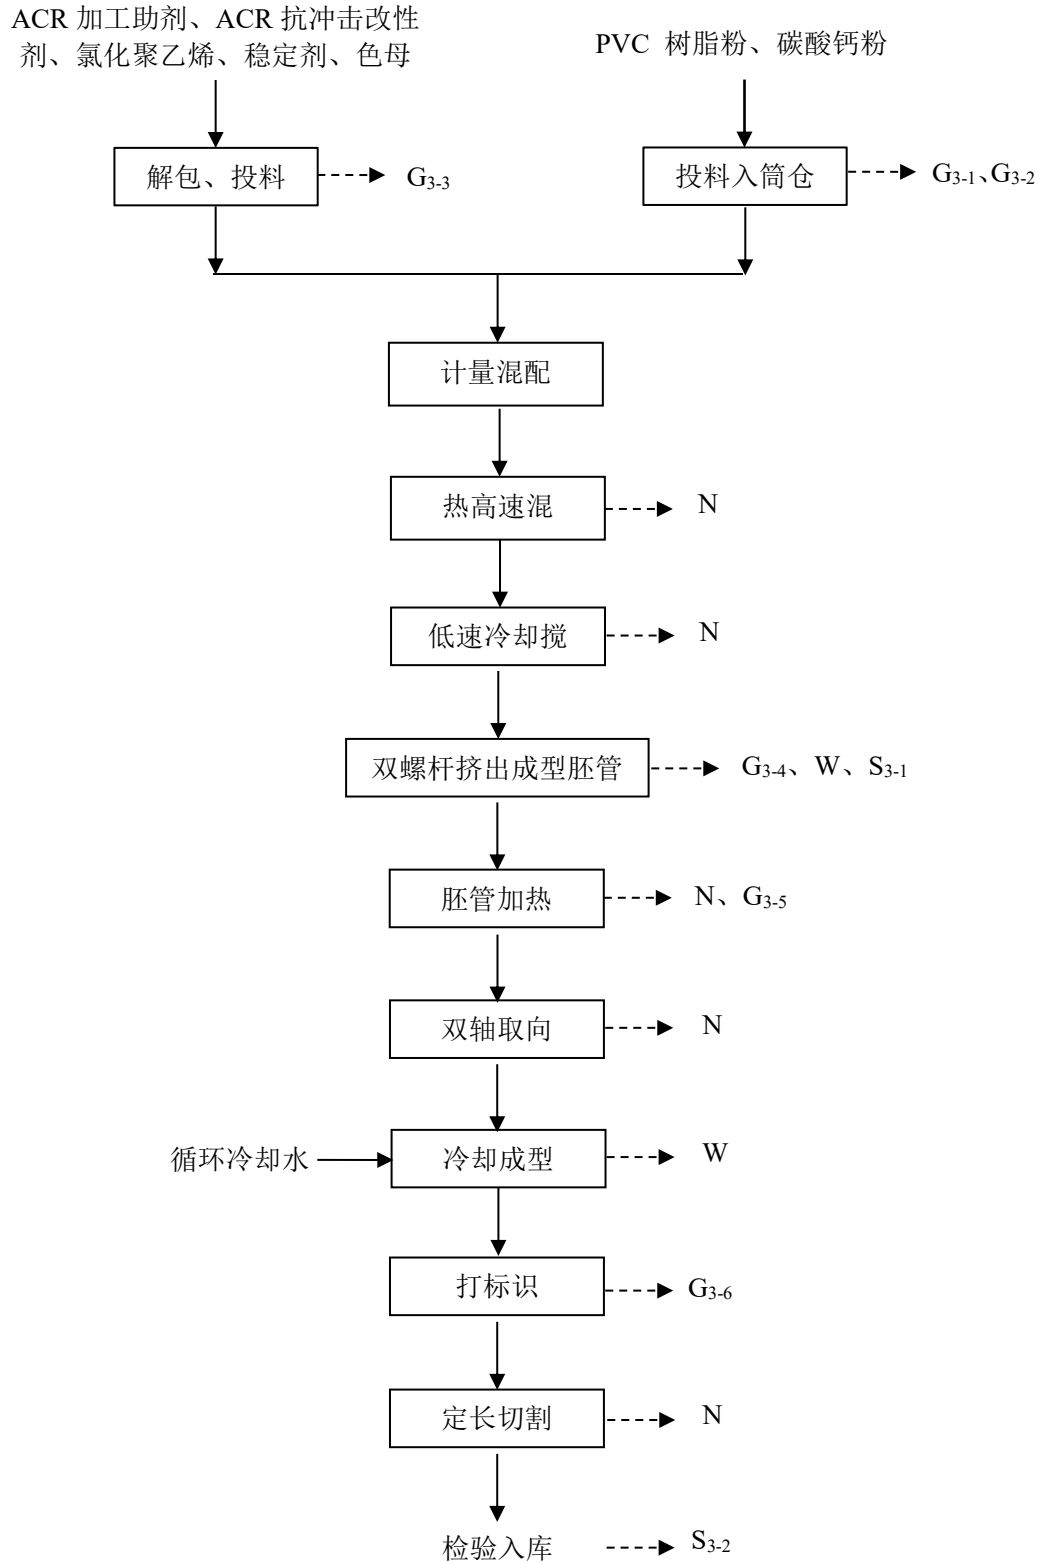 ACR 加工助剂、ACR 抗冲击改性
剂、氯化聚乙烯、稳定剂、色母
PVC 树脂粉、碳酸钙粉
解包、投料
G3-3
投料入筒仓
G3-1、G3-2
计量混配
热高速混
N
低速冷却搅
N
双螺杆挤出成型胚管
G3-4、W、S3-1
胚管加热
N、G3-5
双轴取向
N
循环冷却水
冷却成型
W
打标识
G3-6
定长切割
N
检验入库
S3-2